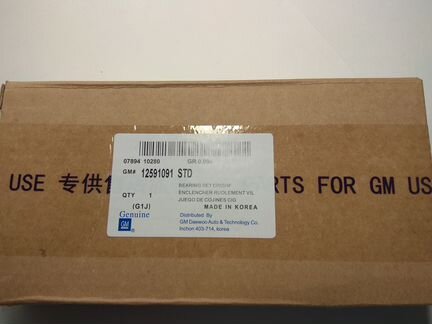 07894 10280 GR.0.096
GM# 12591091 STD
BEARING SET CRSHF
ENCLENCHER-RUOLEMENT VIL
JUEGO DE COJINES CIG
QTY 1
(G1J) MADE IN KOREA
USE 专供 RTS FOR GM US
Genuine
GM
Distributed By
GM Daewoo Auto & Technology Co.
Inchon 403-714, korea